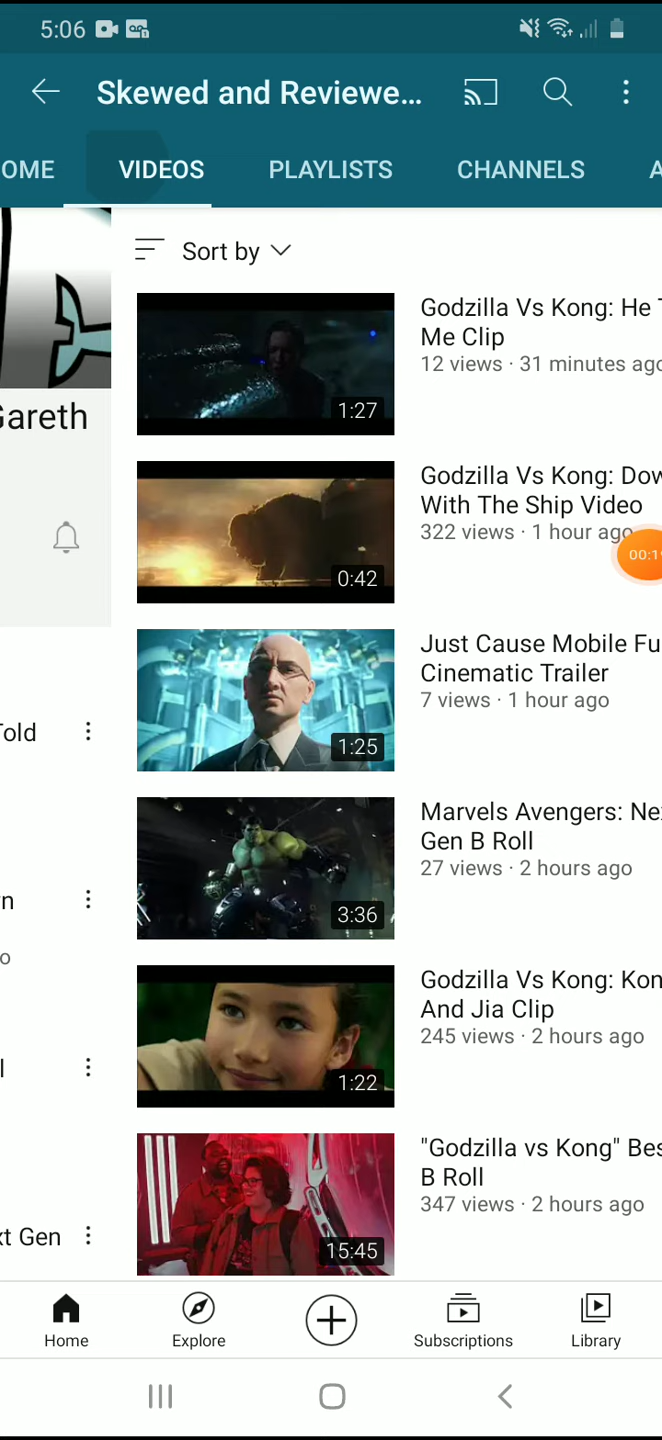 5:06
Skewed and Reviewe...
OME VIDEOS PLAYLISTS CHANNELS A
Sort by
Godzilla Vs Kong: He T
Me Clip
12 views · 31 minutes ago
1:27
Gareth
Godzilla Vs Kong: Dow
With The Ship Video
322 views · 1 hour ago
0:42
00:19
Just Cause Mobile Fu
Cinematic Trailer
7 views · 1 hour ago
1:25
Told
Marvels Avengers: Nex
Gen B Roll
27 views · 2 hours ago
3:36
rn
o
Godzilla Vs Kong: Kon
And Jia Clip
245 views · 2 hours ago
1:22
l
"Godzilla vs Kong" Bes
B Roll
347 views · 2 hours ago
15:45
xt Gen
Home Explore Subscriptions Library